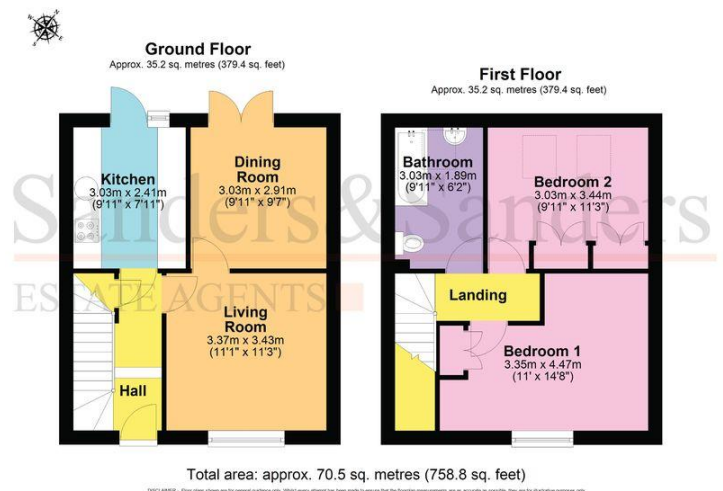 Ground Floor
Approx. 35.2 sq. metres (379.4 sq. feet)
First Floor
Approx. 35.2 sq. metres (379.4 sq. feet)
Kitchen
3.03m x 2.41m
(9'11" x 7'11")
Dining
Room
3.03m x 2.91m
(9'11" x 9'7")
Bathroom
3.03m x 1.89m
(9'11" x 6'2")
Bedroom 2
3.03m x 3.44m
(9'11" x 11'3")
Sanders&Sanders
ESTATE AGENTS
Living
Room
3.37m x 3.43m
(11'1" x 11'3")
Hall
Landing
Bedroom 1
3.35m x 4.47m
(11' x 14'8")
Total area: approx. 70.5 sq. metres (758.8 sq. feet)